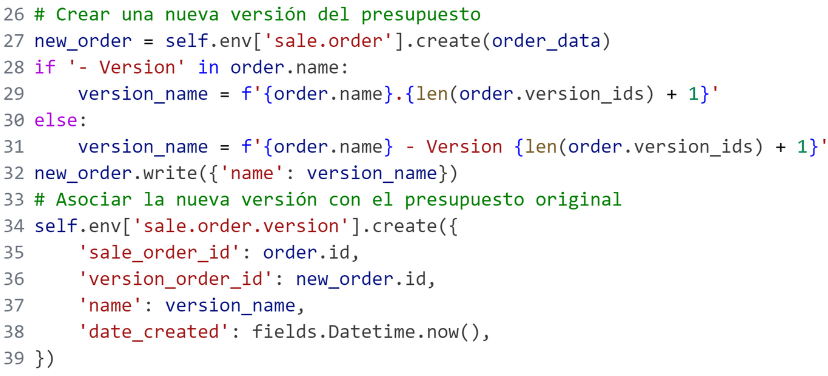 26 # Crear una nueva versión del presupuesto
27 new_order = self.env['sale.order'].create(order_data)
28 if '- Version' in order.name:
29     version_name = f'{order.name}.{len(order.version_ids) + 1}'
30 else:
31     version_name = f'{order.name} - Version {len(order.version_ids) + 1}'
32 new_order.write({'name': version_name})
33 # Asociar la nueva versión con el presupuesto original
34 self.env['sale.order.version'].create({
35     'sale_order_id': order.id,
36     'version_order_id': new_order.id,
37     'name': version_name,
38     'date_created': fields.Datetime.now(),
39 })